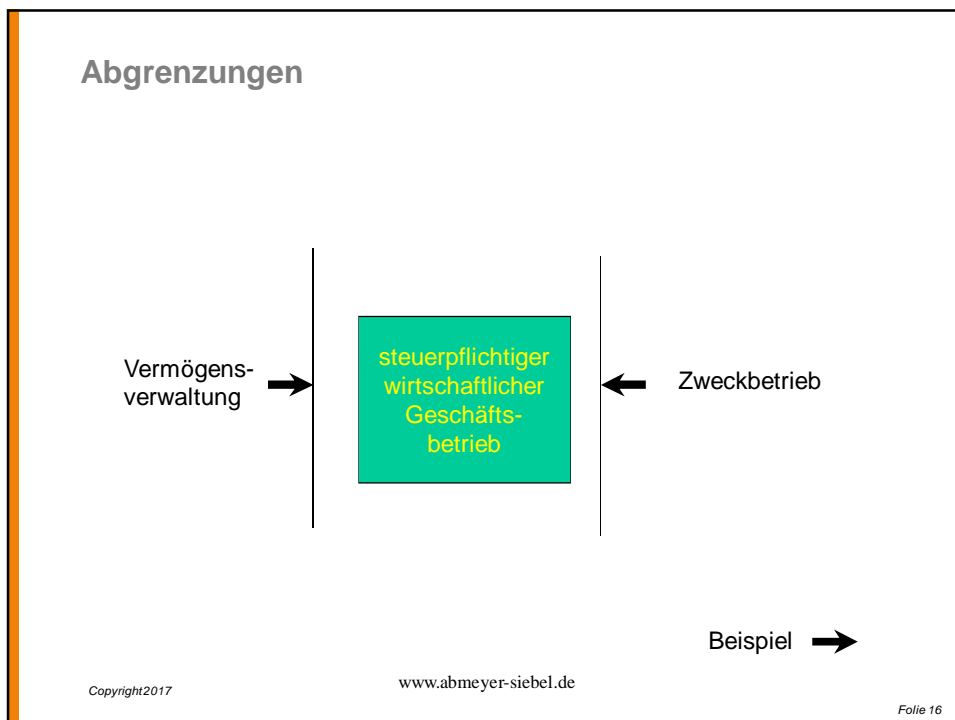 Abgrenzungen
Vermögens-
verwaltung
steuerpflichtiger
wirtschaftlicher
Geschäfts-
betrieb
Zweckbetrieb
Beispiel
Copyright2017
www.abmeyer-siebel.de
Folie 16